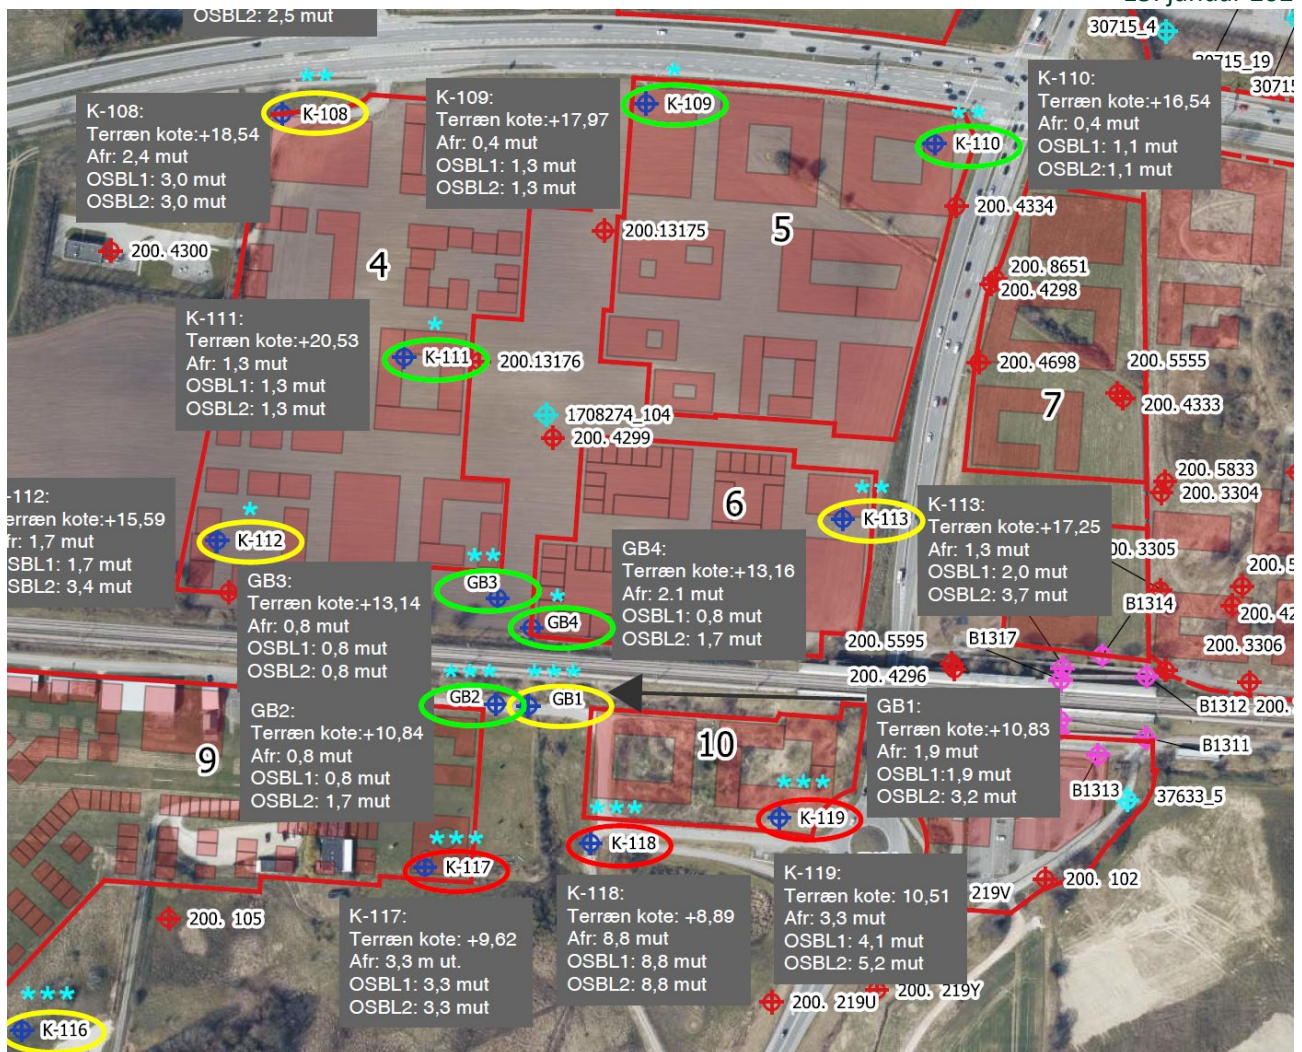 OSBL2: 2,5 mut
30715_4
30715_19
**
K-108
K-108:
Terræn kote:+18,54
Afr: 2,4 mut
OSBL1: 3,0 mut
OSBL2: 3,0 mut
K-109:
Terræn kote:+17,97
Afr: 0,4 mut
OSBL1: 1,3 mut
OSBL2: 1,3 mut
*
K-109
**
K-110
K-110:
Terræn kote:+16,54
Afr: 0,4 mut
OSBL1: 1,1 mut
OSBL2:1,1 mut
200. 4334
200.13175
5
200. 4300
4
200. 8651
200. 4298
K-111:
Terræn kote:+20,53
Afr: 1,3 mut
OSBL1: 1,3 mut
OSBL2: 1,3 mut
*
K-111
200.13176
200. 4698
200. 5555
200. 4333
7
1708274_104
200. 4299
200. 5833
200. 3304
-112:
Terræn kote:+15,59
Afr: 1,7 mut
OSBL1: 1,7 mut
OSBL2: 3,4 mut
*
K-112
6
**
K-113
K-113:
Terræn kote:+17,25
Afr: 1,3 mut
OSBL1: 2,0 mut
OSBL2: 3,7 mut
3305
B1314
GB3:
Terræn kote:+13,14
Afr: 0,8 mut
OSBL1: 0,8 mut
OSBL2: 0,8 mut
**
GB3
*
GB4
GB4:
Terræn kote:+13,16
Afr: 2.1 mut
OSBL1: 0,8 mut
OSBL2: 1,7 mut
200. 5595
200. 4296
B1317
200. 3306
B1312
200.
B1311
B1313
37633_5
***
GB2
***
GB1
GB2:
Terræn kote:+10,84
Afr: 0,8 mut
OSBL1: 0,8 mut
OSBL2: 1,7 mut
GB1:
Terræn kote:+10,83
Afr: 1,9 mut
OSBL1:1,9 mut
OSBL2: 3,2 mut
9
10
***
K-119
***
K-118
***
K-117
K-117:
Terræn kote: +9,62
Afr: 3,3 m ut.
OSBL1: 3,3 mut
OSBL2: 3,3 mut
K-118:
Terræn kote: +8,89
Afr: 8,8 mut
OSBL1: 8,8 mut
OSBL2: 8,8 mut
K-119:
Terræn kote: 10,51
Afr: 3,3 mut
OSBL1: 4,1 mut
OSBL2: 5,2 mut
219V
200. 102
200. 105
200. 219U
200. 219Y
***
K-116